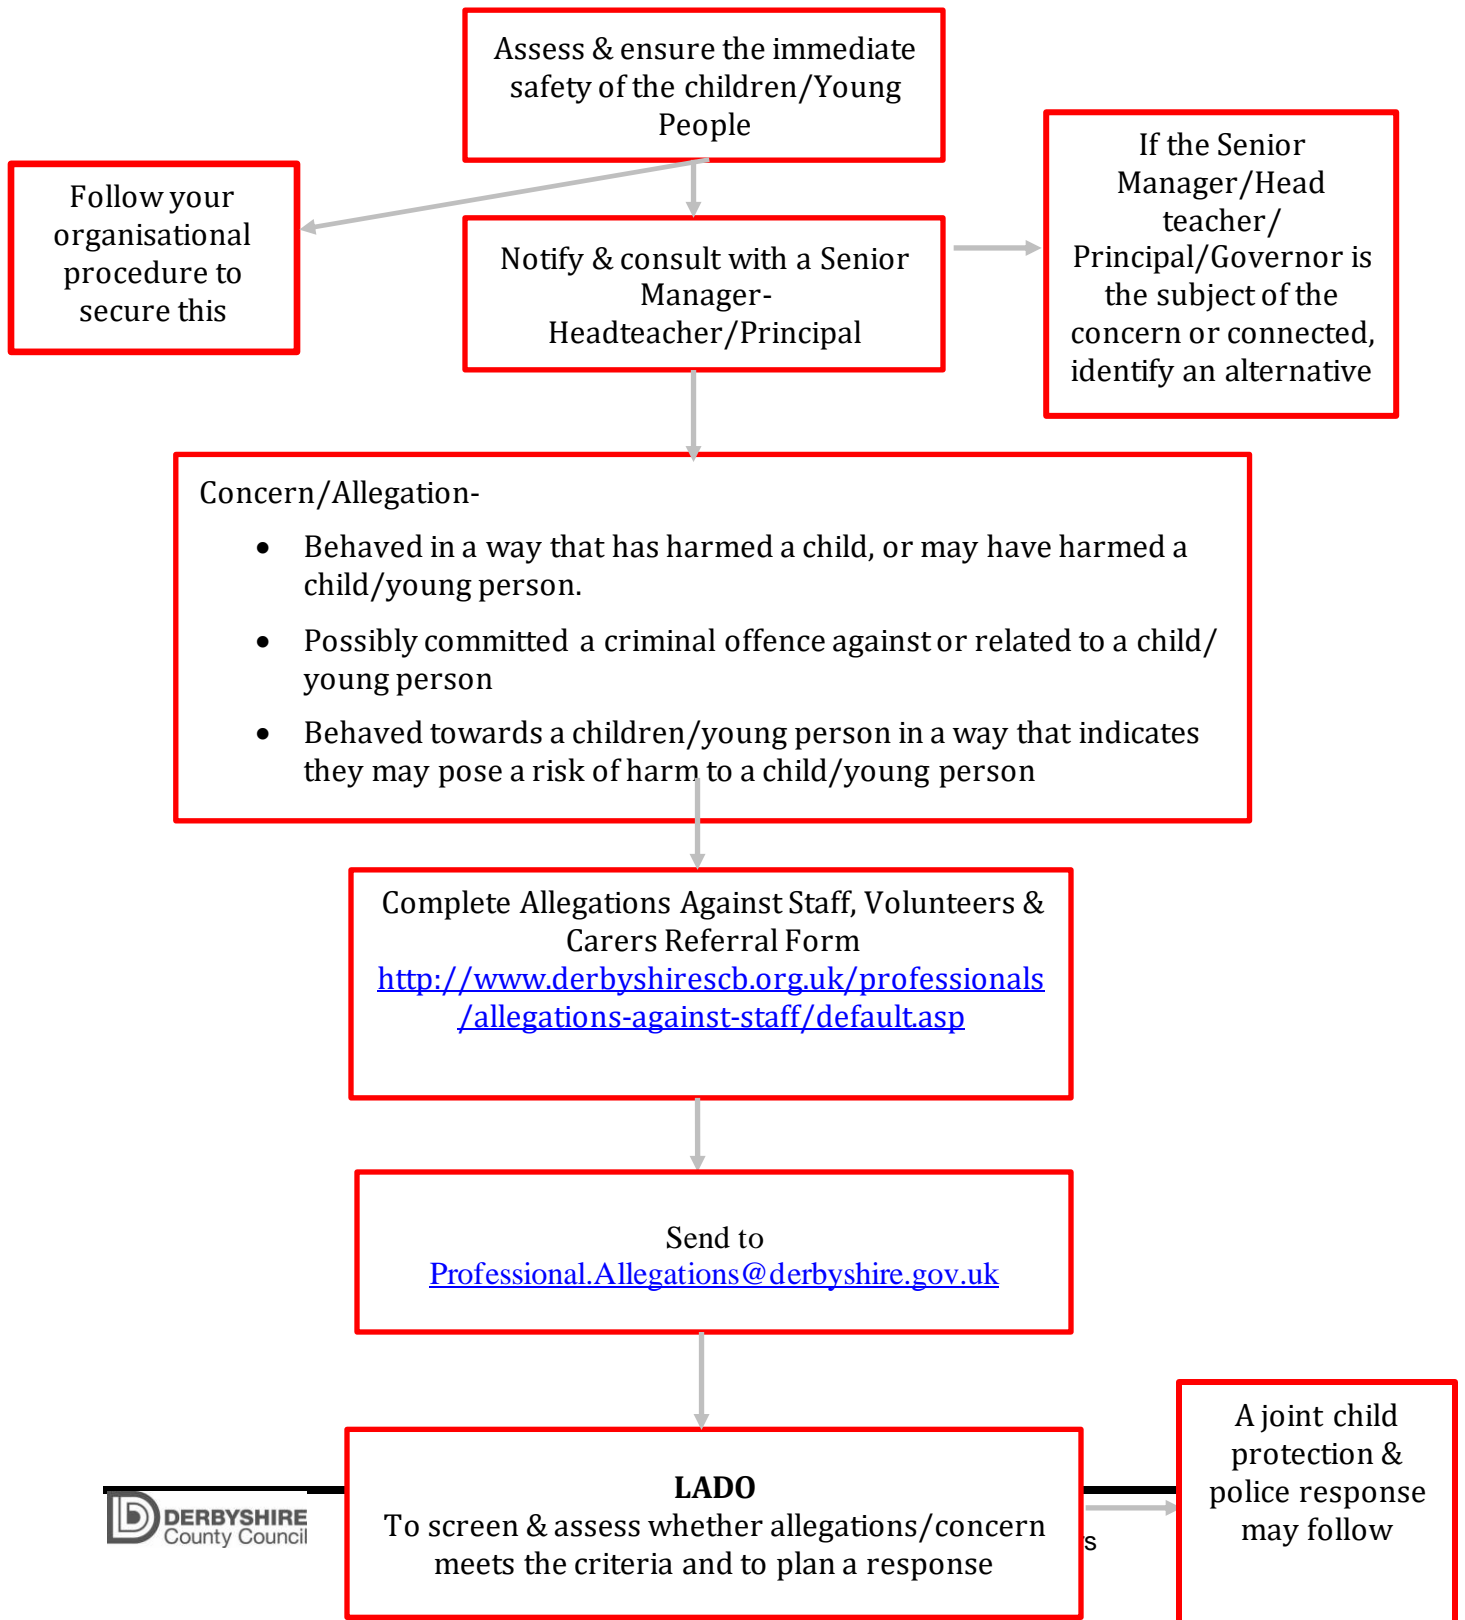 Assess & ensure the immediate
safety of the children/Young
People
Follow your
organisational
procedure to
secure this
Notify & consult with a Senior
Manager-
Headteacher/Principal
If the Senior
Manager/Head
teacher/
Principal/Governor is
the subject of the
concern or connected,
identify an alternative
Concern/Allegation-
• Behaved in a way that has harmed a child, or may have harmed a
child/young person.
• Possibly committed a criminal offence against or related to a child/
young person
• Behaved towards a children/young person in a way that indicates
they may pose a risk of harm to a child/young person
Complete Allegations Against Staff, Volunteers &
Carers Referral Form
http://www.derbyshirescb.org.uk/professionals
/allegations-against-staff/default.asp
Send to
Professional.Allegations@derbyshire.gov.uk
LADO
To screen & assess whether allegations/concern
meets the criteria and to plan a response
A joint child
protection &
police response
may follow
DERBYSHIRE
County Council